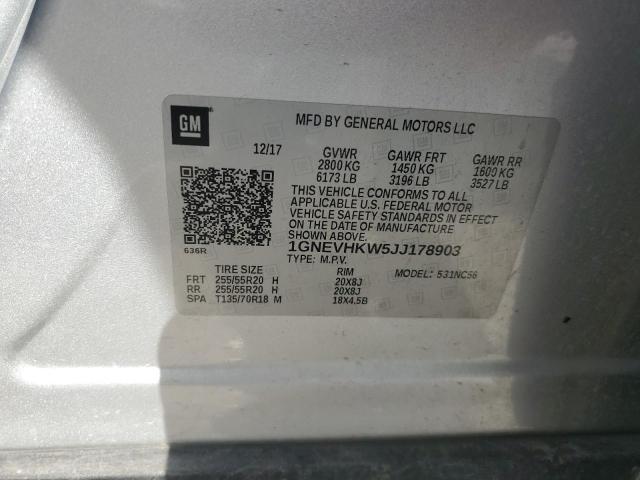 GM
MFD BY GENERAL MOTORS LLC
12/17 GVWR GAWR FRT GAWR RR
2800 KG 1450 KG 1600 KG
6173 LB 3196 LB 3527 LB
THIS VEHICLE CONFORMS TO ALL
APPLICABLE U.S. FEDERAL MOTOR
VEHICLE SAFETY STANDARDS IN EFFECT
ON THE DATE OF MANUFACTURE
SHOWN ABOVE.
636R
1GNEVHKW5JJ178903
TYPE: M.P.V. MODEL: 531NC56
TIRE SIZE RIM
FRT 255/55R20 H 20X8J
RR 255/55R20 H 20X8J
SPA T135/70R18 M 18X4.5B